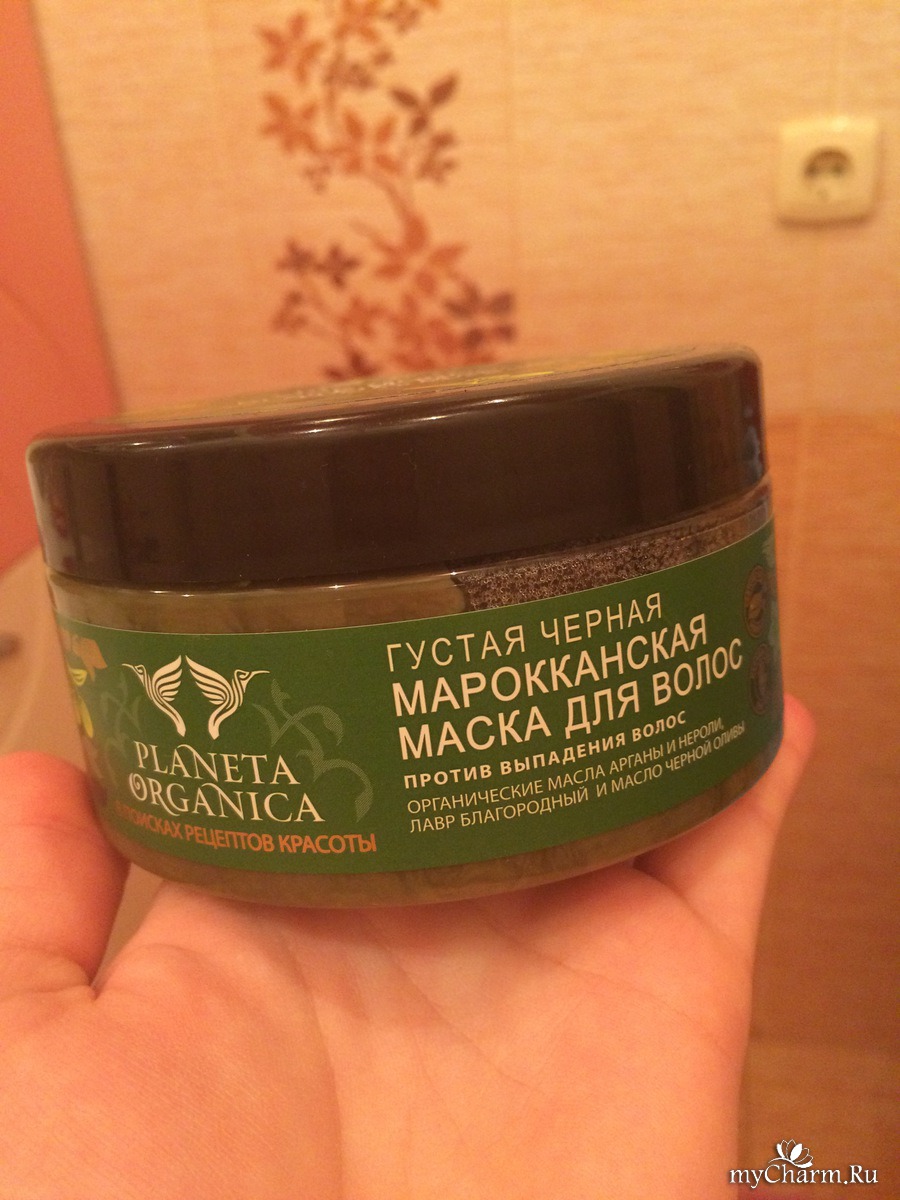 PLANETA
ORGANICA
В ПОИСКАХ РЕЦЕПТОВ КРАСОТЫ
ГУСТАЯ ЧЕРНАЯ
МАРОККАНСКАЯ
МАСКА ДЛЯ ВОЛОС
ПРОТИВ ВЫПАДЕНИЯ ВОЛОС
ОРГАНИЧЕСКИЕ МАСЛА АРГАНЫ И НЕРОЛИ,
ЛАВР БЛАГОРОДНЫЙ И МАСЛО ЧЕРНОЙ ОЛИВЫ
myCharm.Ru